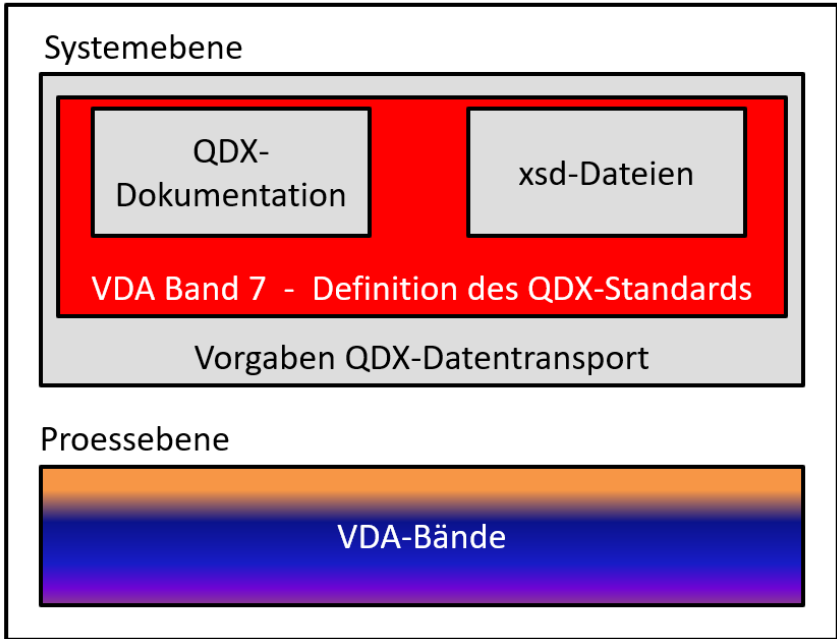 Systemebene
QDX-
Dokumentation
xsd-Dateien
VDA Band 7 - Definition des QDX-Standards
Vorgaben QDX-Datentransport
Proessebene
VDA-Bände